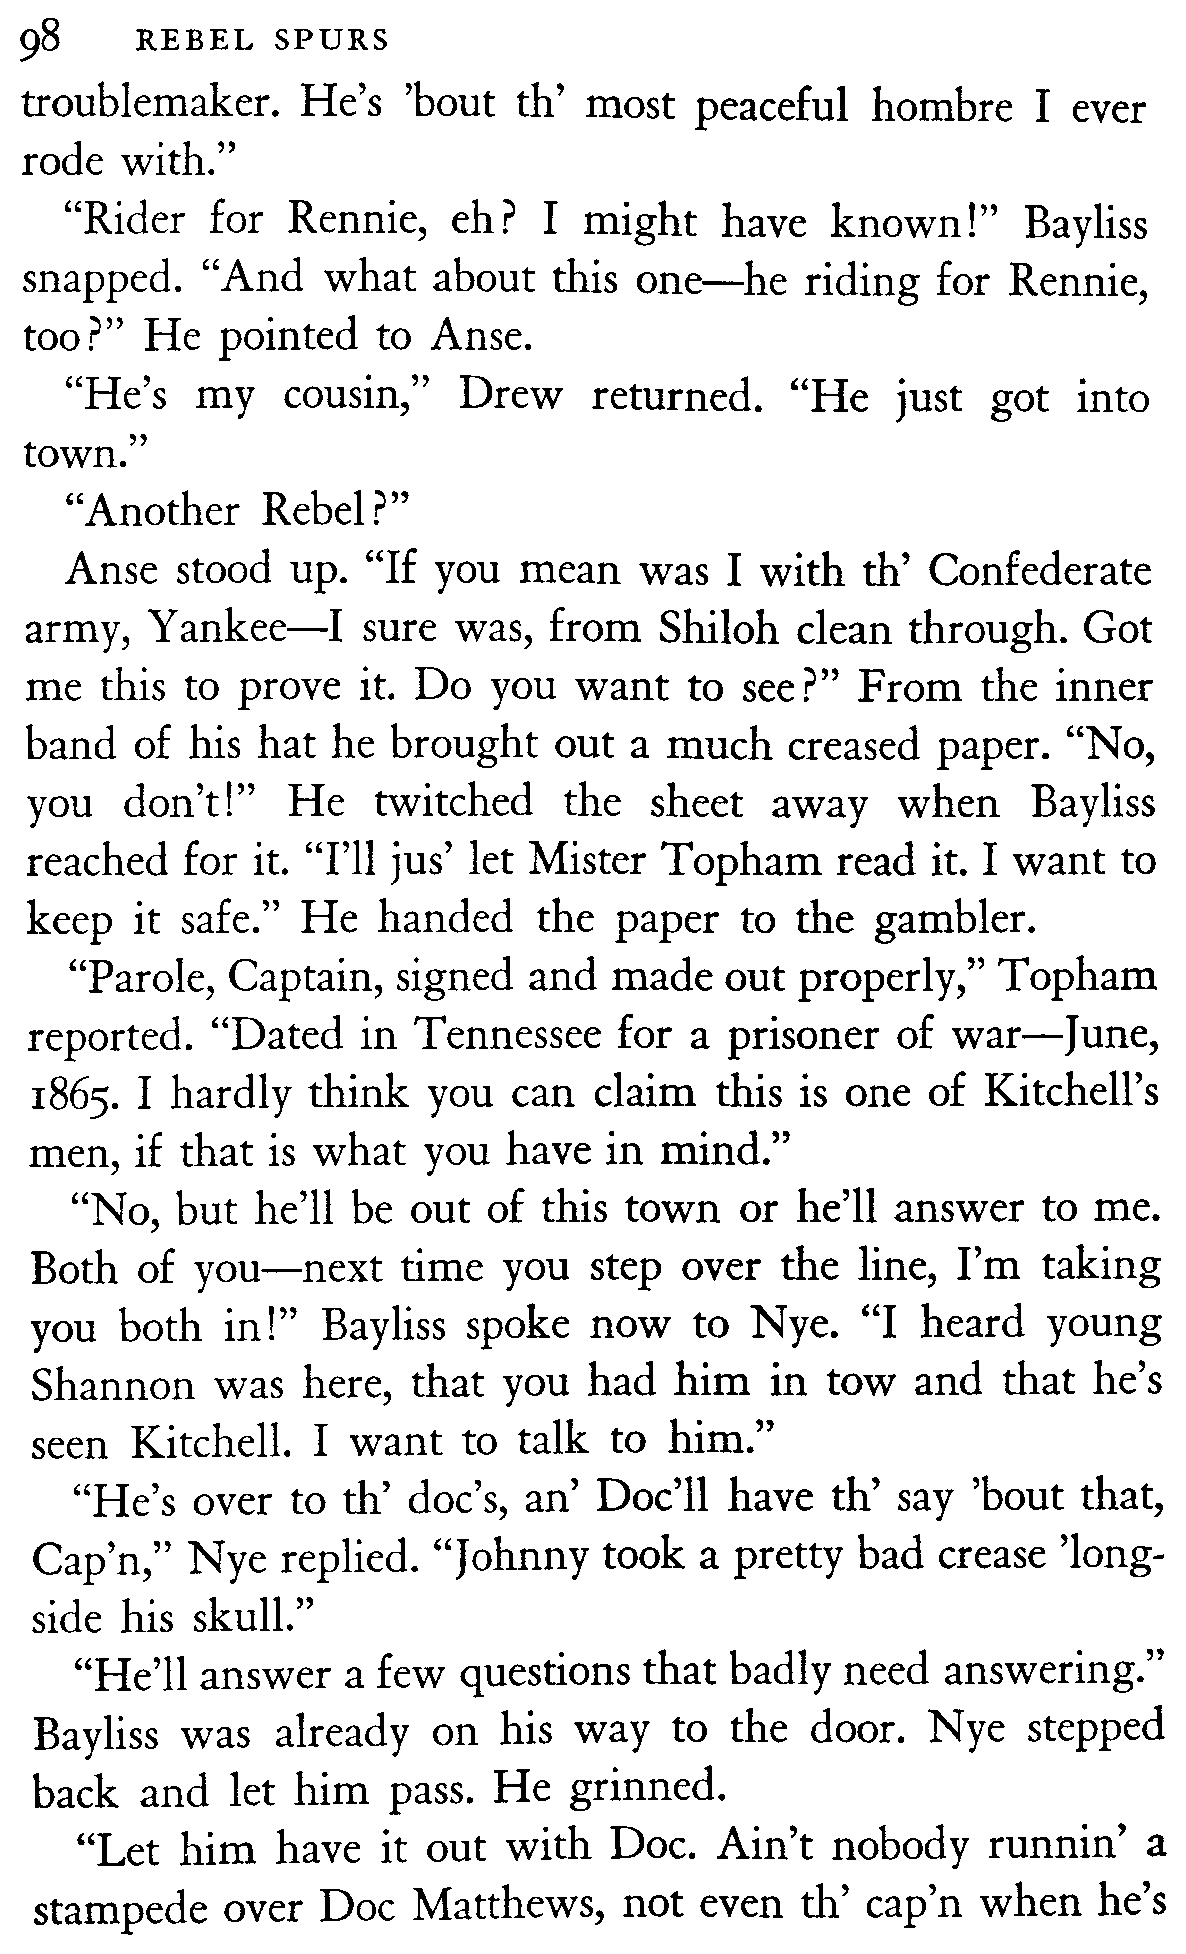 98 REBEL SPURS
troublemaker. He’s ’bout th’ most peaceful hombre I ever
rode with.”
“Rider for Rennie, eh? I might have known!” Bayliss
snapped. “And what about this one—he riding for Rennie,
too?” He pointed to Anse.
“He’s my cousin,” Drew returned. “He just got into
town.”
“Another Rebel?”
Anse stood up. “If you mean was I with th’ Confederate
army, Yankee—I sure was, from Shiloh clean through. Got
me this to prove it. Do you want to see?” From the inner
band of his hat he brought out a much creased paper. “No,
you don’t!” He twitched the sheet away when Bayliss
reached for it. “I’ll jus’ let Mister Topham read it. I want to
keep it safe.” He handed the paper to the gambler.
“Parole, Captain, signed and made out properly,” Topham
reported. “Dated in Tennessee for a prisoner of war—June,
1865. I hardly think you can claim this is one of Kitchell’s
men, if that is what you have in mind.”
“No, but he’ll be out of this town or he’ll answer to me.
Both of you—next time you step over the line, I’m taking
you both in!” Bayliss spoke now to Nye. “I heard young
Shannon was here, that you had him in tow and that he’s
seen Kitchell. I want to talk to him.”
“He’s over to th’ doc’s, an’ Doc’ll have th’ say ’bout that,
Cap’n,” Nye replied. “Johnny took a pretty bad crease ’long-
side his skull.”
“He’ll answer a few questions that badly need answering.”
Bayliss was already on his way to the door. Nye stepped
back and let him pass. He grinned.
“Let him have it out with Doc. Ain’t nobody runnin’ a
stampede over Doc Matthews, not even th’ cap’n when he’s